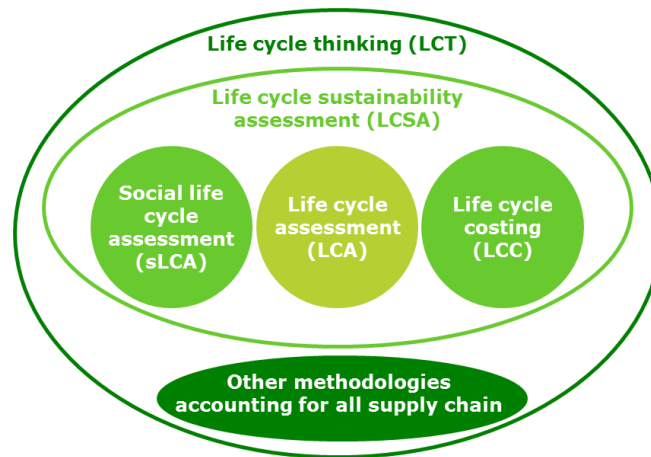 Life cycle thinking (LCT)
Life cycle sustainability
assessment (LCSA)
Social life
cycle
assessment
(sLCA)
Life cycle
assessment
(LCA)
Life cycle
costing
(LCC)
Other methodologies
accounting for all supply chain